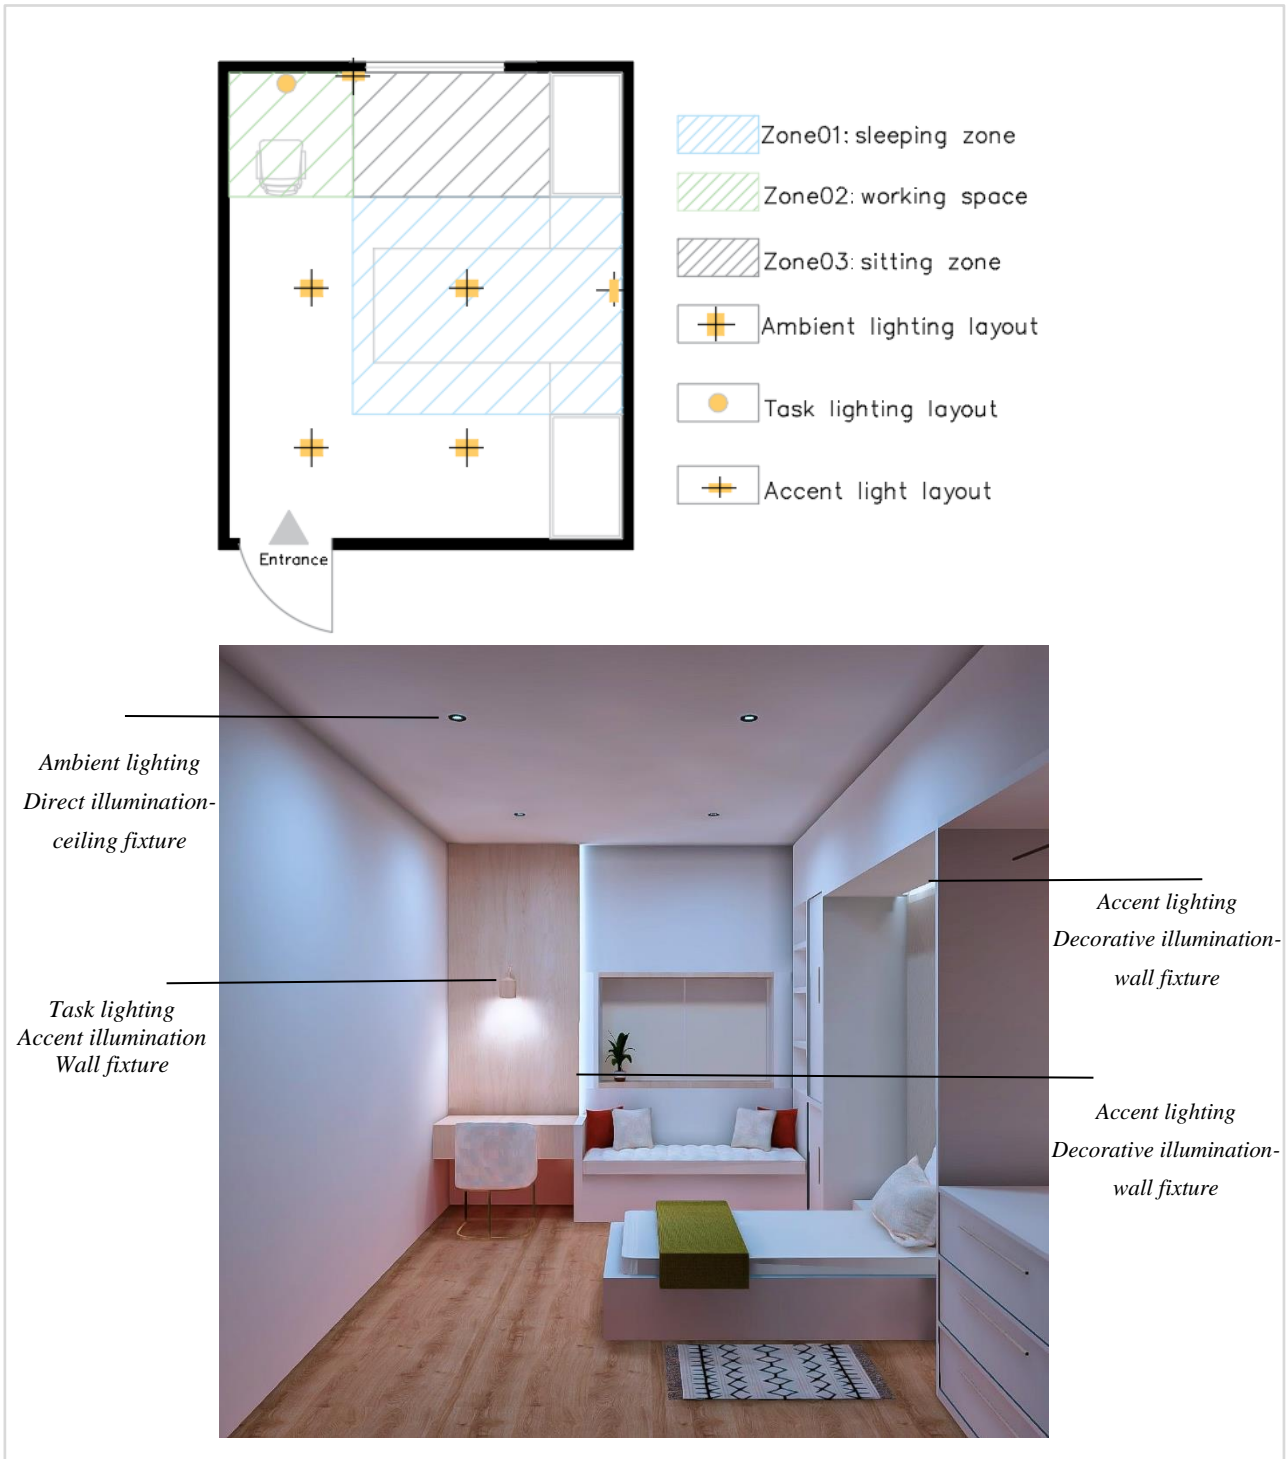 Zone01: sleeping zone
Zone02: working space
Zone03: sitting zone
Ambient lighting layout
Task lighting layout
Accent light layout
Entrance
Ambient lighting
Direct illumination-
ceiling fixture
Accent lighting
Decorative illumination-
wall fixture
Task lighting
Accent illumination
Wall fixture
Accent lighting
Decorative illumination-
wall fixture